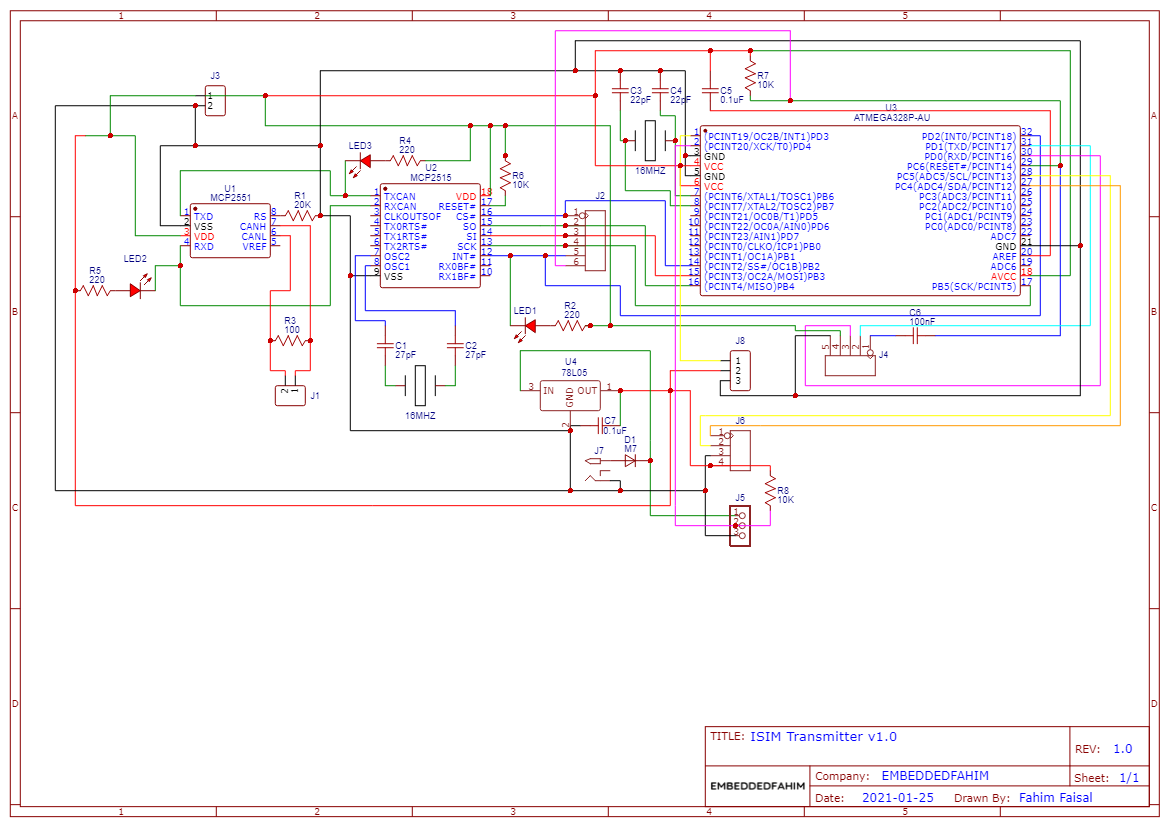 1 2 3 4 5
A A
B B
C C
D D
1 2 3 4 5
J3
1
2
C3
22pF
C4
22pF
C5
0.1uF
R7
10K
16MHZ
U3
ATMEGA328P-AU
1 (PCINT19/OC2B/INT1)PD3
2 (PCINT20/XCK/T0)PD4
3 GND
4 VCC
5 GND
6 VCC
7 (PCINT6/XTAL1/TOSC1)PB6
8 (PCINT7/XTAL2/TOSC2)PB7
9 (PCINT21/OC0B/T1)PD5
10 (PCINT22/OC0A/AIN0)PD6
11 (PCINT23/AIN1)PD7
12 (PCINT0/CLKO/ICP1)PB0
13 (PCINT1/OC1A)PB1
14 (PCINT2/SS#/OC1B)PB2
15 (PCINT3/OC2A/MOSI)PB3
16 (PCINT4/MISO)PB4
PD2(INT0/PCINT18) 32
PD1(TXD/PCINT17) 31
PD0(RXD/PCINT16) 30
PC6(RESET#/PCINT14) 29
PC5(ADC5/SCL/PCINT13) 28
PC4(ADC4/SDA/PCINT12) 27
PC3(ADC3/PCINT11) 26
PC2(ADC2/PCINT10) 25
PC1(ADC1/PCINT9) 24
PC0(ADC0/PCINT8) 23
ADC7 22
GND 21
AREF 20
ADC6 19
AVCC 18
PB5(SCK/PCINT5) 17
LED3
R4
220
U2
MCP2515
1 TXCAN
2 RXCAN
3 CLKOUTSOF
4 TX0RTS#
5 TX1RTS#
6 TX2RTS#
7 OSC2
8 OSC1
9 VSS
VDD 18
RESET# 17
CS# 16
SO 15
SI 14
SCK 13
INT# 12
RX0BF# 11
RX1BF# 10
R6
10K
J2
1
2
3
4
5
6
U1
MCP2551
1 TXD
2 VSS
3 VDD
4 RXD
RS 8
CANH 7
CANL 6
VREF 5
R1
20K
R5
220
LED2
R3
100
J1
2 1
C1
27pF
C2
27pF
16MHZ
LED1
R2
220
U4
78L05
3 IN OUT 1
GND
2
C7
0.1uF
D1
M7
J7
J8
1
2
3
C6
100nF
J4
5 4 3 2 1
J6
1
2
3
4
R8
10K
J5
1
2
3
TITLE: ISIM Transmitter v1.0
REV: 1.0
EMBEDDEDFAHIM
Company: EMBEDDEDFAHIM
Sheet: 1/1
Date: 2021-01-25 Drawn By: Fahim Faisal